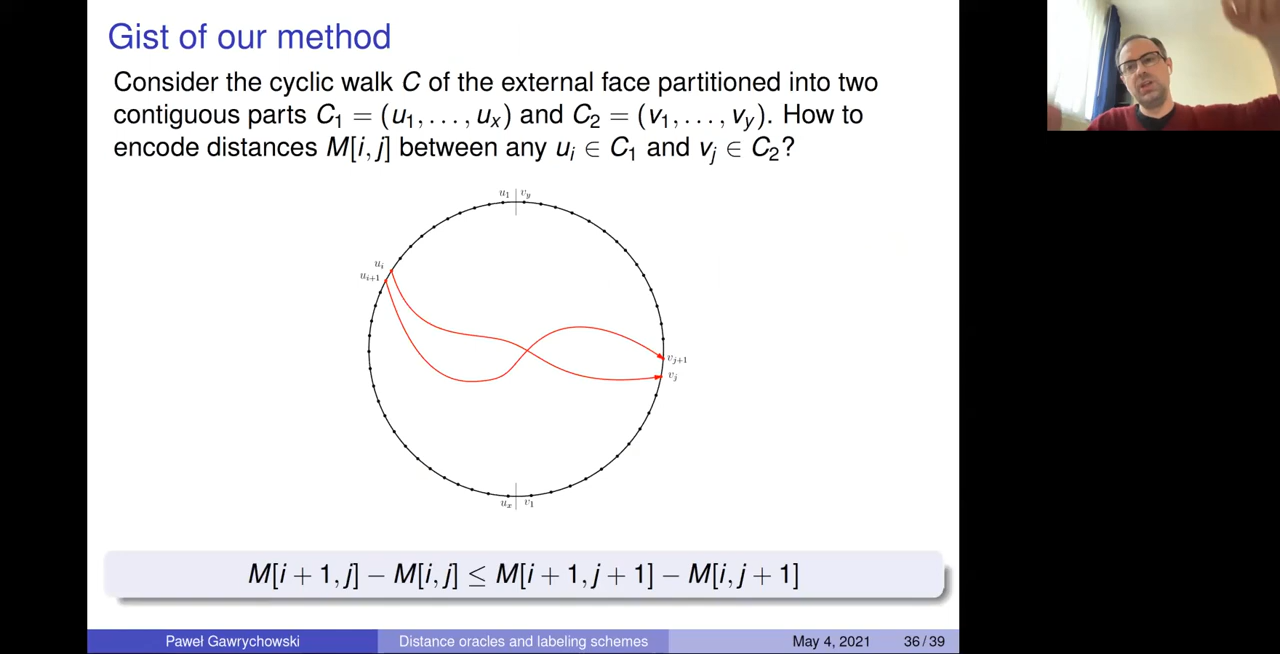 Gist of our method
Consider the cyclic walk C of the external face partitioned into two
contiguous parts C₁ = (u₁, . . . , uₓ) and C₂ = (v₁, . . . , v_y). How to
encode distances M[i, j] between any uᵢ ∈ C₁ and vⱼ ∈ C₂?
u₁ v_y
uᵢ
uᵢ₊₁
vⱼ₊₁
vⱼ
uₓ v₁
M[i + 1, j] − M[i, j] ≤ M[i + 1, j + 1] − M[i, j + 1]
Paweł Gawrychowski Distance oracles and labeling schemes May 4, 2021 36 / 39